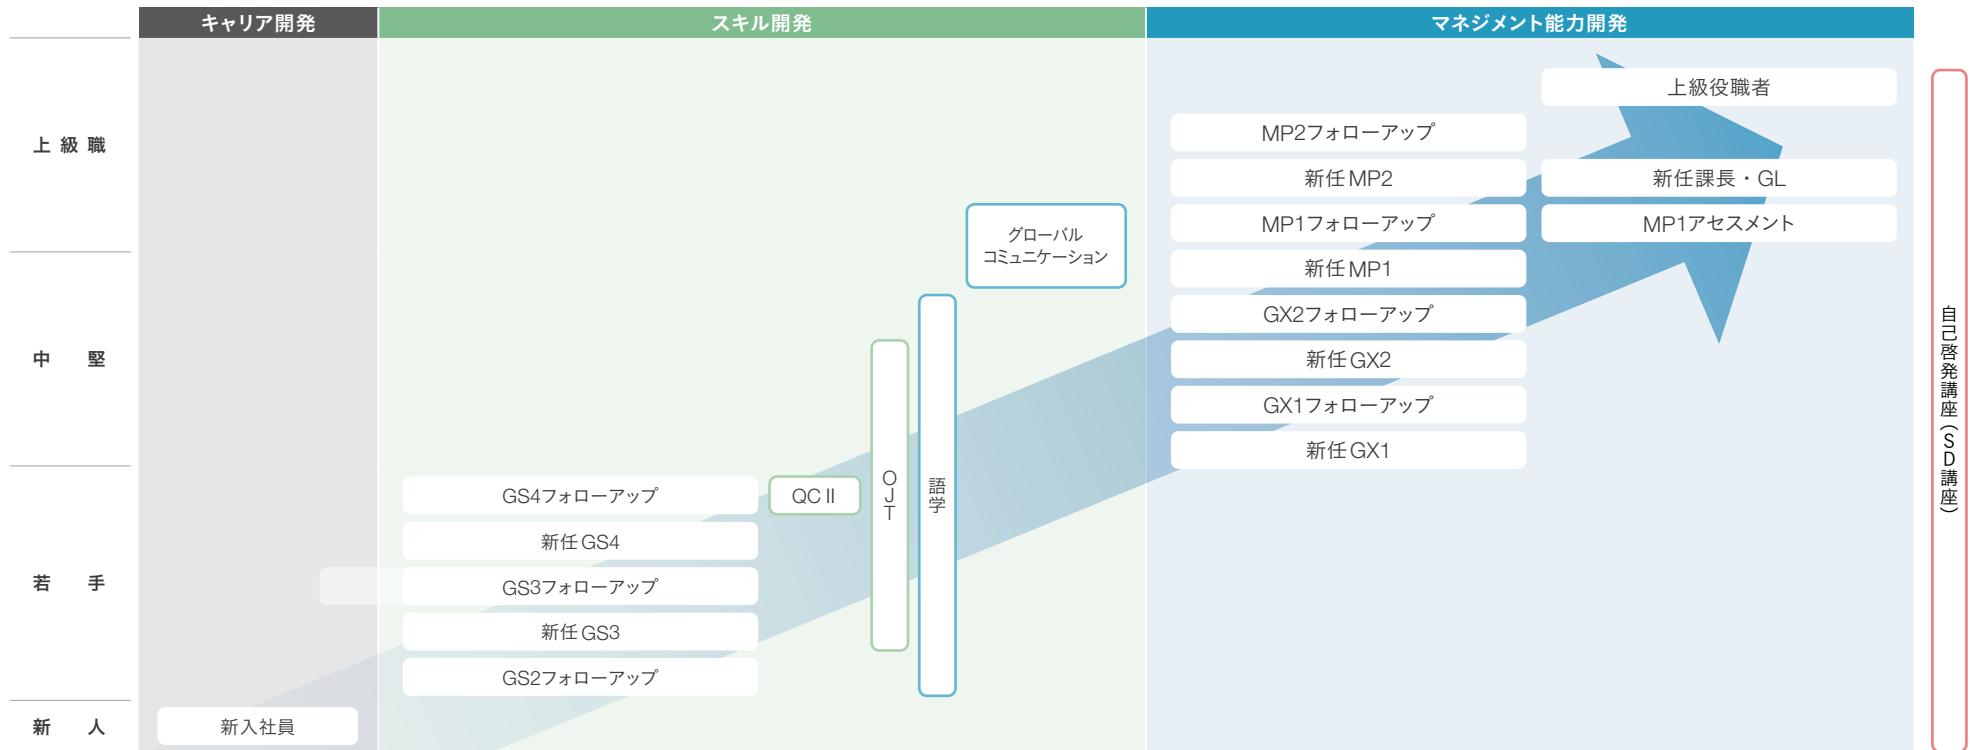 キャリア開発
スキル開発
マネジメント能力開発
上級職
中堅
若手
新人
新入社員
GS4フォローアップ
新任GS4
GS3フォローアップ
新任GS3
GS2フォローアップ
QCⅡ
OJT
語学
グローバル
コミュニケーション
MP2フォローアップ
新任MP2
MP1フォローアップ
新任MP1
GX2フォローアップ
新任GX2
GX1フォローアップ
新任GX1
上級役職者
新任課長・GL
MP1アセスメント
自己啓発講座(SD講座)